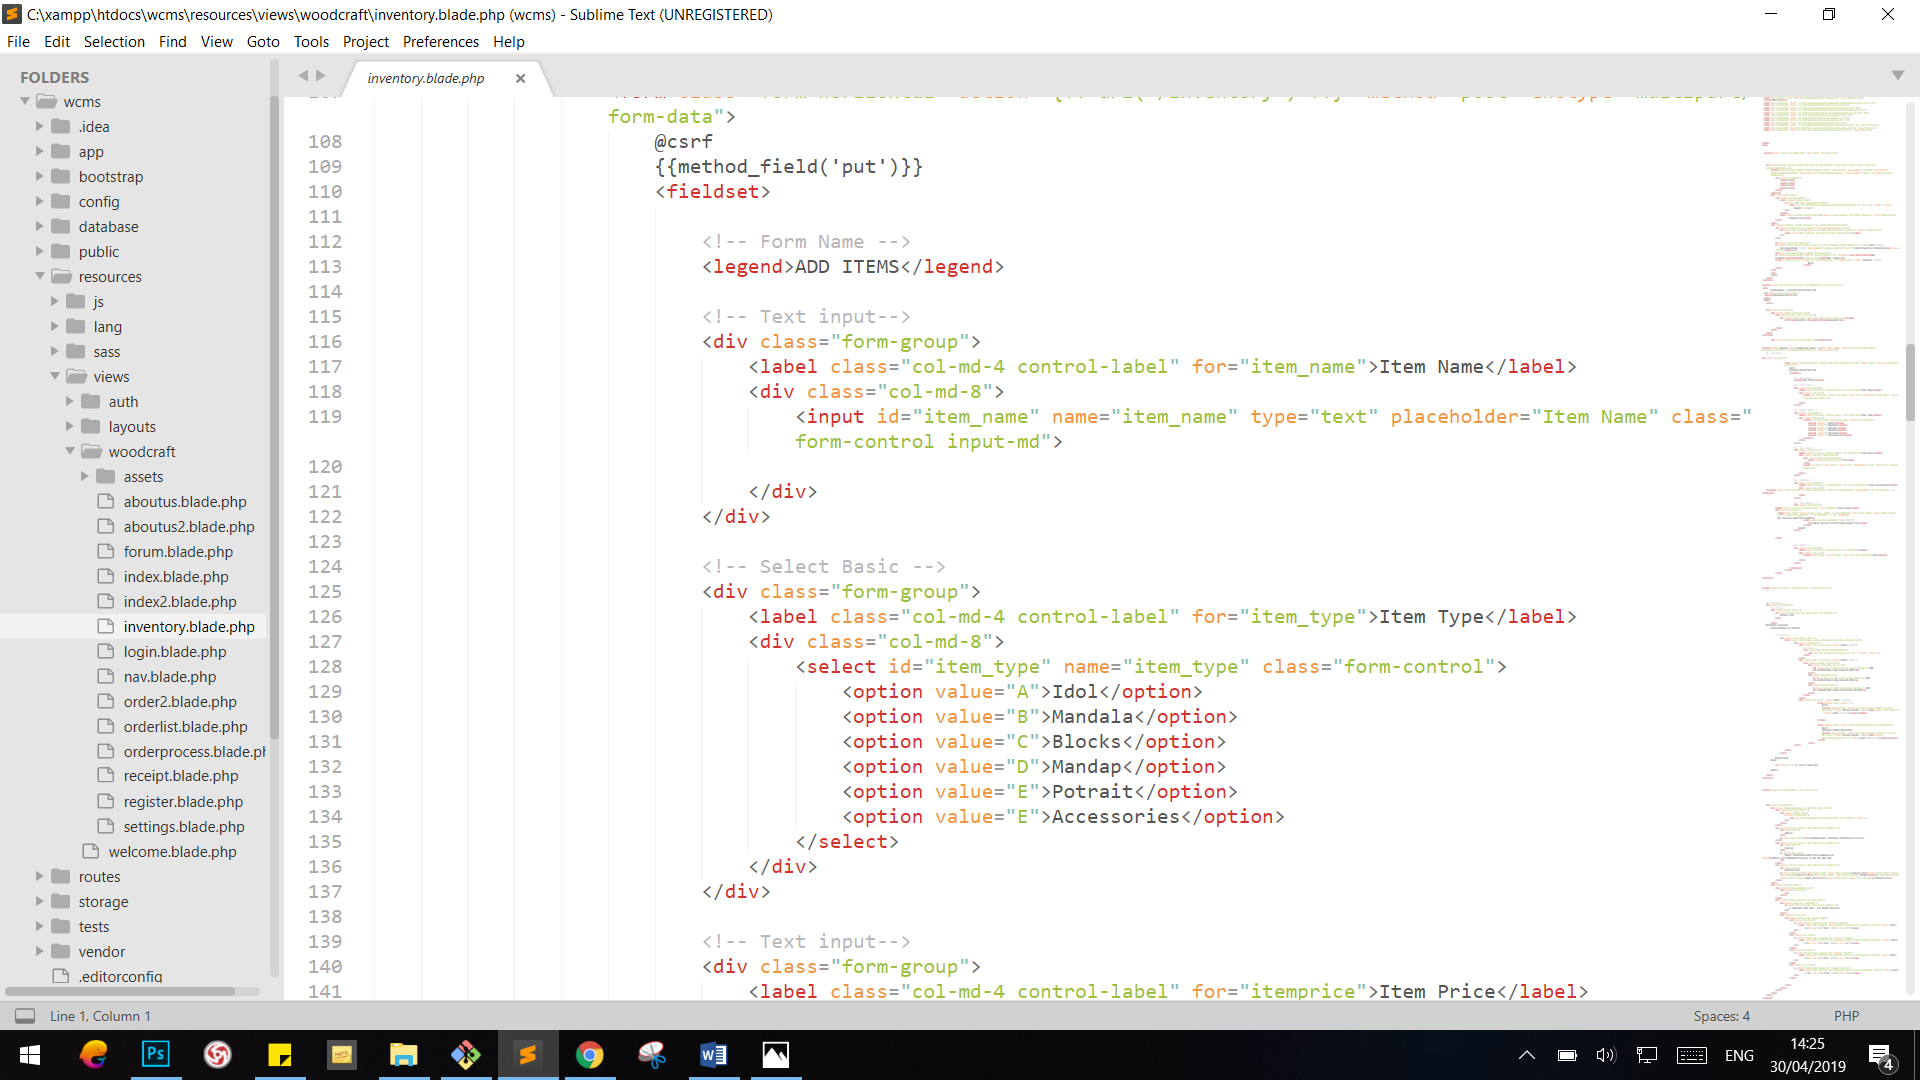 C:\xampp\htdocs\wcms\resources\views\woodcraft\inventory.blade.php (wcms) - Sublime Text (UNREGISTERED)
File Edit Selection Find View Goto Tools Project Preferences Help
FOLDERS
wcms
.idea
app
bootstrap
config
database
public
resources
js
lang
sass
views
auth
layouts
woodcraft
assets
aboutus.blade.php
aboutus2.blade.php
forum.blade.php
index.blade.php
index2.blade.php
inventory.blade.php
login.blade.php
nav.blade.php
order2.blade.php
orderlist.blade.php
orderprocess.blade.ph
receipt.blade.php
register.blade.php
settings.blade.php
welcome.blade.php
routes
storage
tests
vendor
.editorconfig
inventory.blade.php
form-data">
108 @csrf
109 {{method_field('put')}}
110 <fieldset>
111
112 <!-- Form Name -->
113 <legend>ADD ITEMS</legend>
114
115 <!-- Text input-->
116 <div class="form-group">
117 <label class="col-md-4 control-label" for="item_name">Item Name</label>
118 <div class="col-md-8">
119 <input id="item_name" name="item_name" type="text" placeholder="Item Name" class="
form-control input-md">
120
121 </div>
122 </div>
123
124 <!-- Select Basic -->
125 <div class="form-group">
126 <label class="col-md-4 control-label" for="item_type">Item Type</label>
127 <div class="col-md-8">
128 <select id="item_type" name="item_type" class="form-control">
129 <option value="A">Idol</option>
130 <option value="B">Mandala</option>
131 <option value="C">Blocks</option>
132 <option value="D">Mandap</option>
133 <option value="E">Potrait</option>
134 <option value="E">Accessories</option>
135 </select>
136 </div>
137 </div>
138
139 <!-- Text input-->
140 <div class="form-group">
141 <label class="col-md-4 control-label" for="itemprice">Item Price</label>
Line 1, Column 1
Spaces: 4
PHP
Ps
ENG
14:25
30/04/2019
4